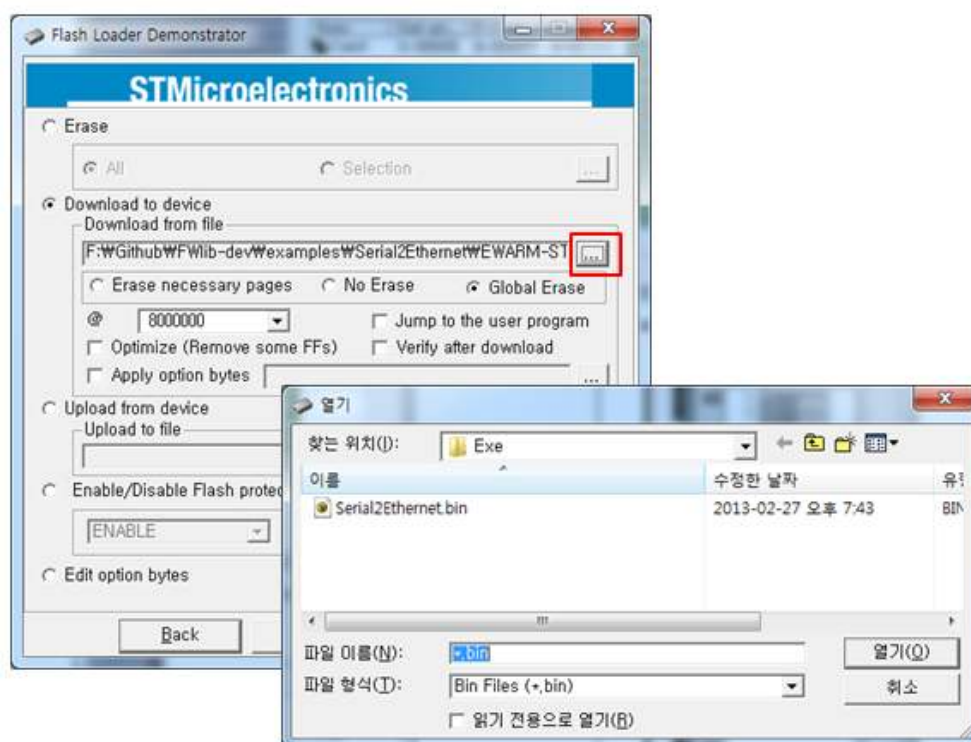 Flash Loader Demonstrator
STMicroelectronics
Erase
All Selection ...
Download to device
Download from file
F:₩Github₩FWlib-dev₩examples₩Serial2Ethernet₩EWARM-ST ...
Erase necessary pages No Erase Global Erase
@ 8000000 Jump to the user program
Optimize (Remove some FFs) Verify after download
Apply option bytes ...
Upload from device
Upload to file
Enable/Disable Flash protec
ENABLE
Edit option bytes
Back
열기
찾는 위치(I): Exe
이름 수정한 날짜 유형
Serial2Ethernet.bin 2013-02-27 오후 7:43 BIN
파일 이름(N): *.bin 열기(O)
파일 형식(T): Bin Files (*.bin) 취소
읽기 전용으로 열기(R)